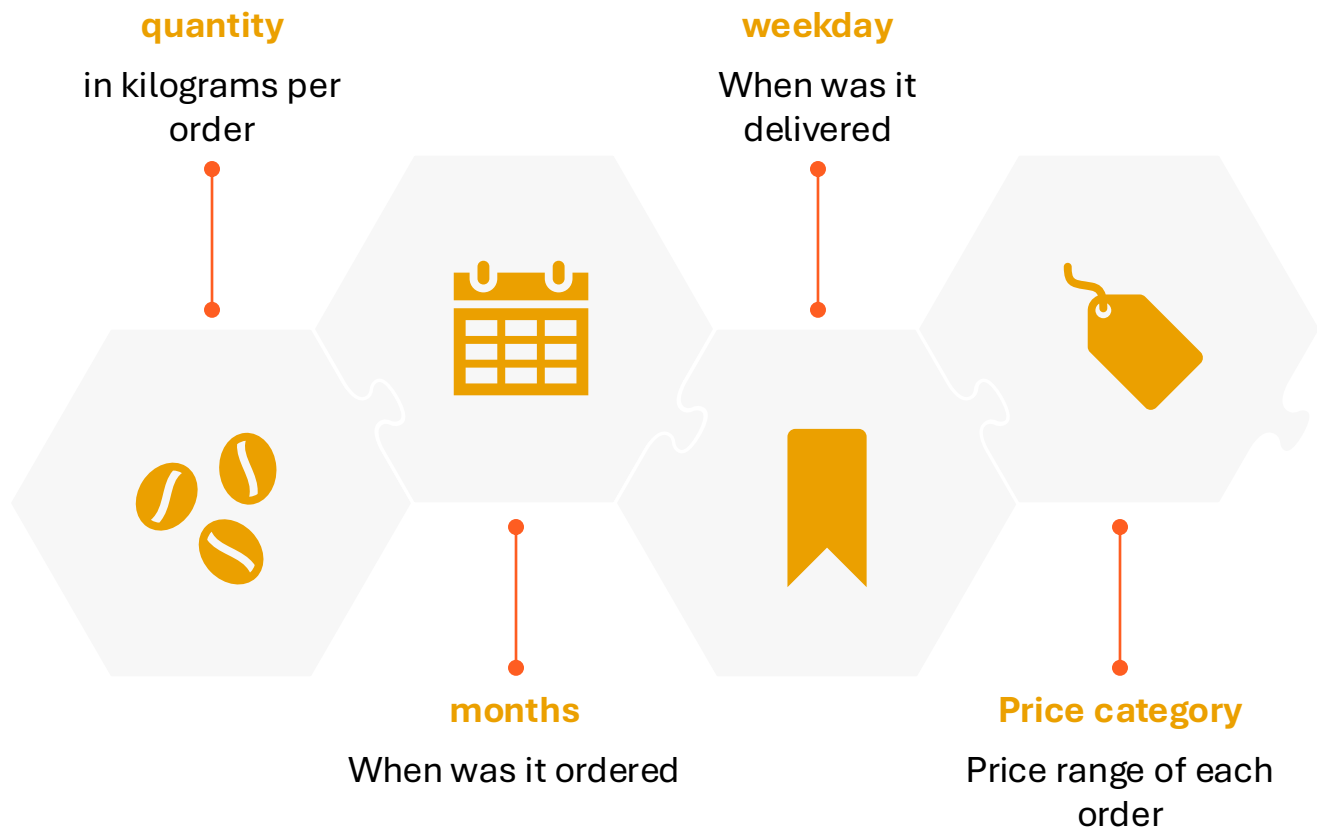 quantity
in kilograms per
order
months
When was it ordered
weekday
When was it
delivered
Price category
Price range of each
order